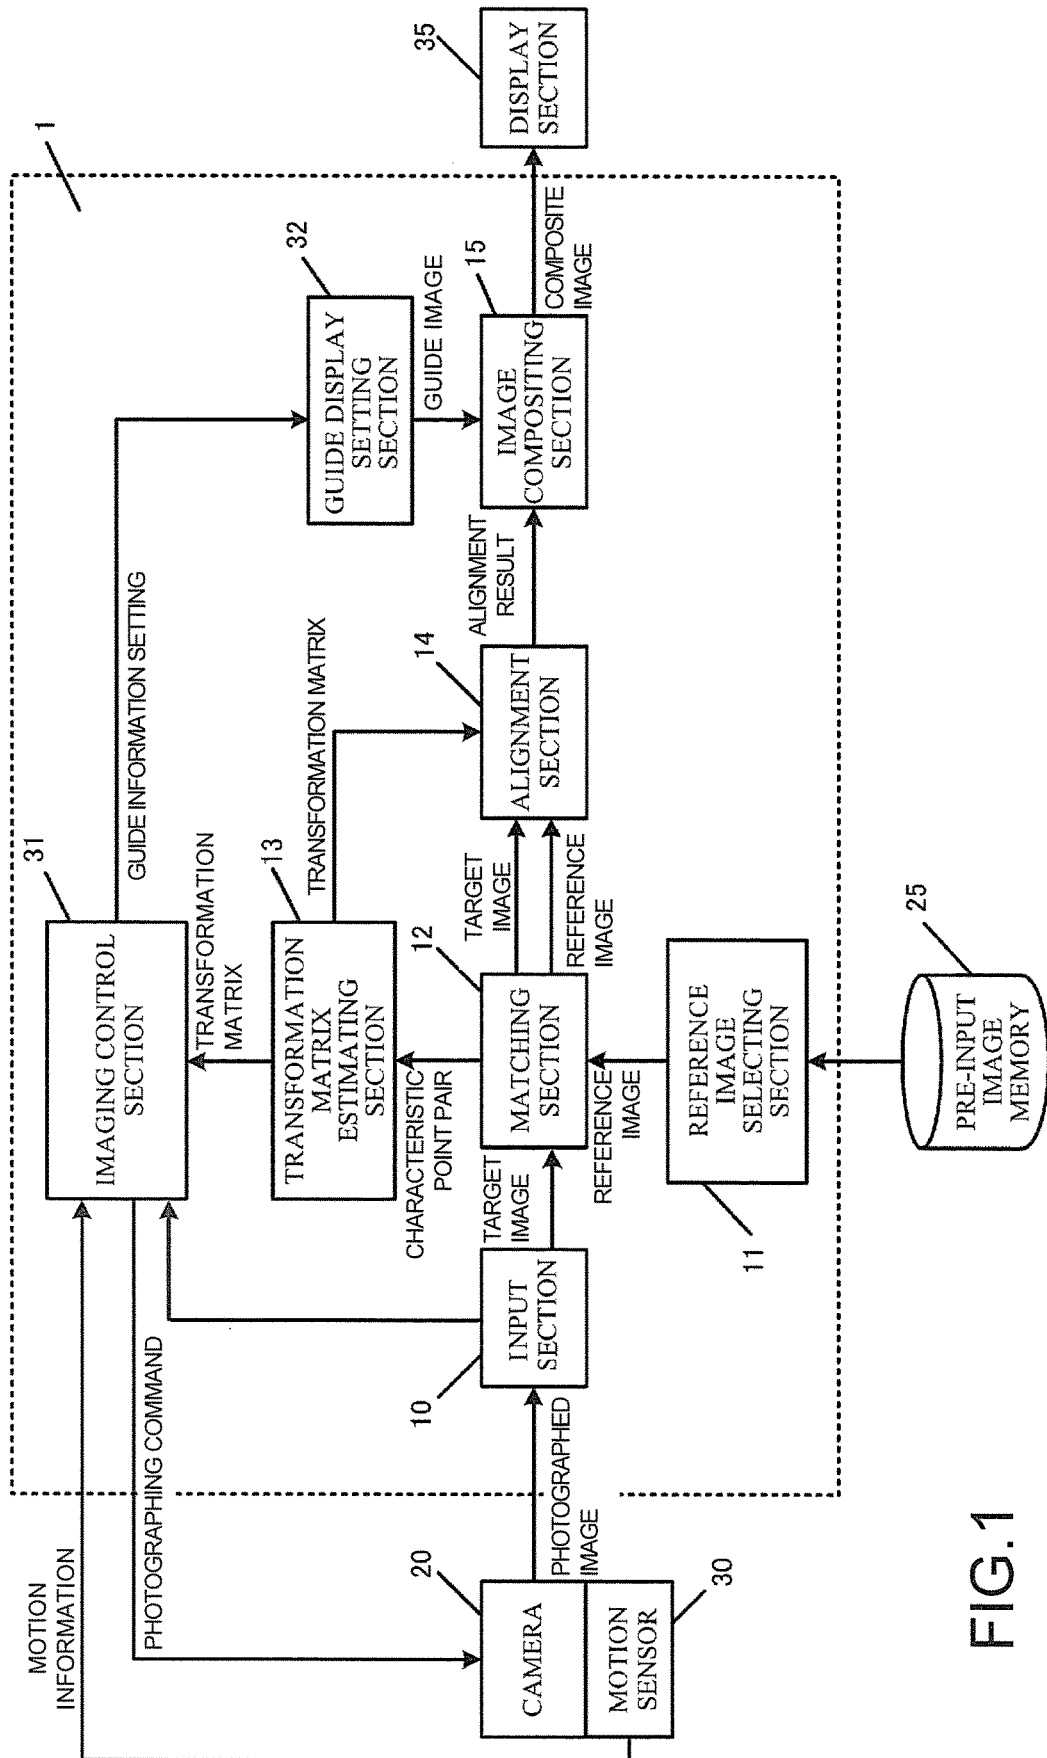 MOTION
INFORMATION
PHOTOGRAPHING COMMAND
31
IMAGING CONTROL
SECTION
GUIDE INFORMATION SETTING
1
TRANSFORMATION
MATRIX
13
TRANSFORMATION
MATRIX
ESTIMATING
SECTION
TRANSFORMATION MATRIX
32
GUIDE DISPLAY
SETTING
SECTION
GUIDE IMAGE
CHARACTERISTIC
POINT PAIR
20
CAMERA
30
MOTION
SENSOR
PHOTOGRAPHED
IMAGE
10
INPUT
SECTION
TARGET
IMAGE
12
MATCHING
SECTION
TARGET
IMAGE
REFERENCE
IMAGE
14
ALIGNMENT
SECTION
ALIGNMENT
RESULT
15
IMAGE
COMPOSITING
SECTION
COMPOSITE
IMAGE
35
DISPLAY
SECTION
REFERENCE
IMAGE
11
REFERENCE
IMAGE
SELECTING
SECTION
25
PRE-INPUT
IMAGE
MEMORY
FIG.1